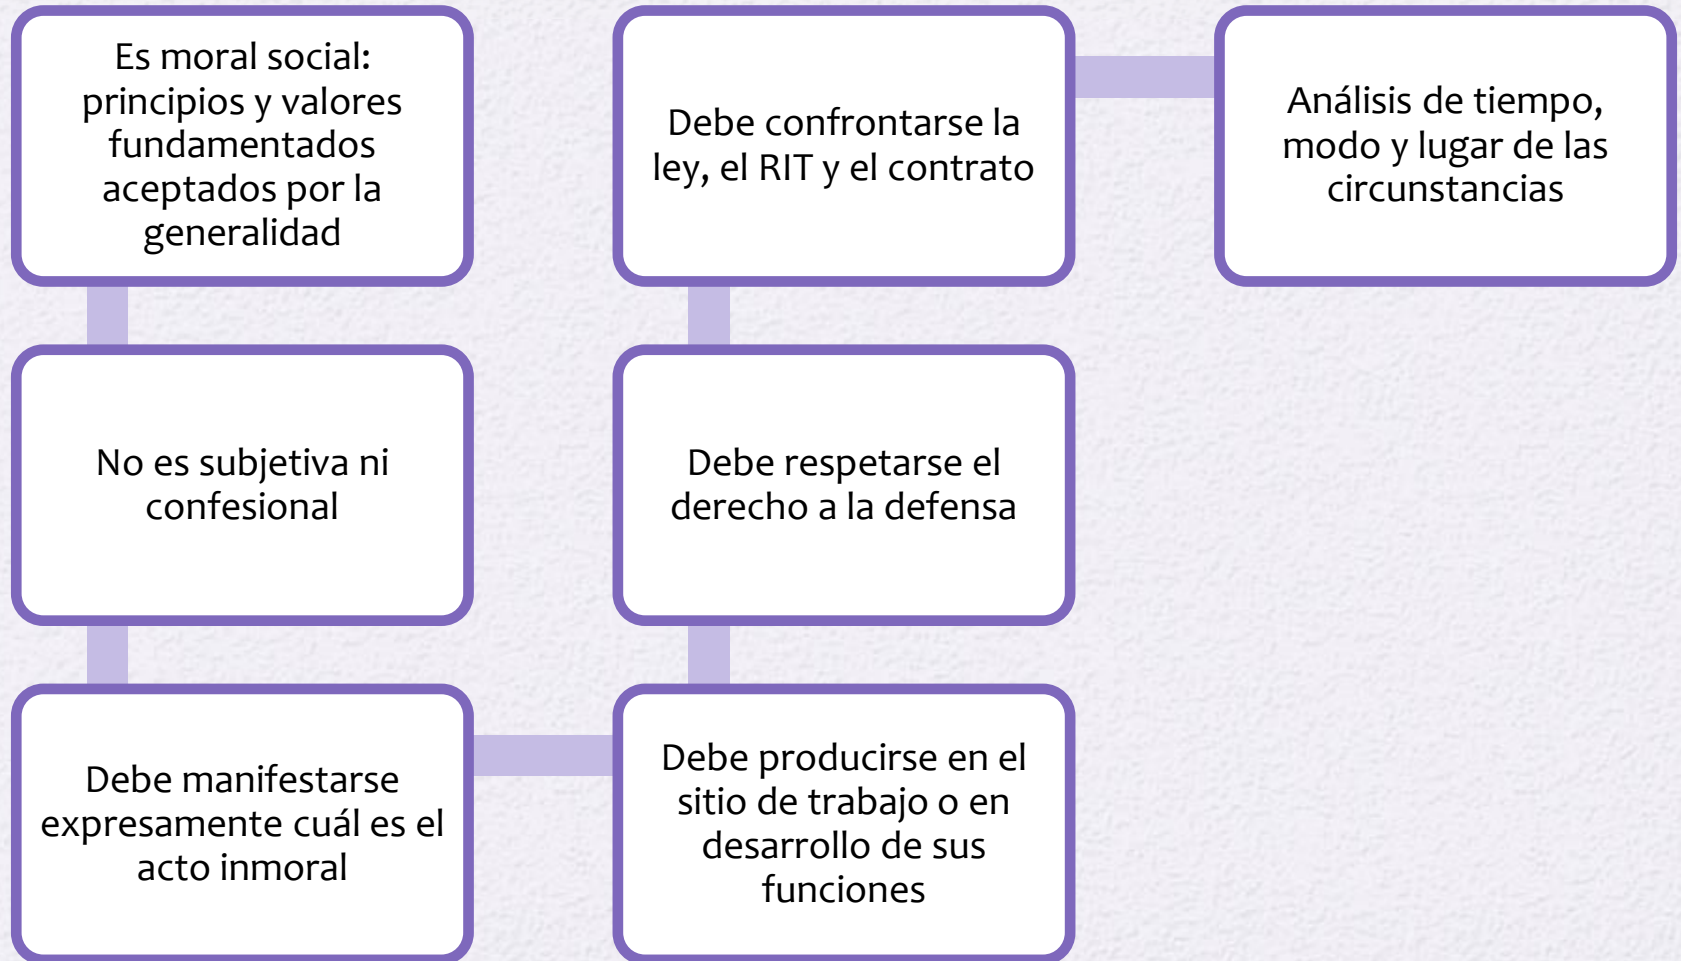 Es moral social:
principios y valores
fundamentados
aceptados por la
generalidad
No es subjetiva ni
confesional
Debe manifestarse
expresamente cuál es el
acto inmoral
Debe producirse en el
sitio de trabajo o en
desarrollo de sus
funciones
Debe respetarse el
derecho a la defensa
Debe confrontarse la
ley, el RIT y el contrato
Análisis de tiempo,
modo y lugar de las
circunstancias